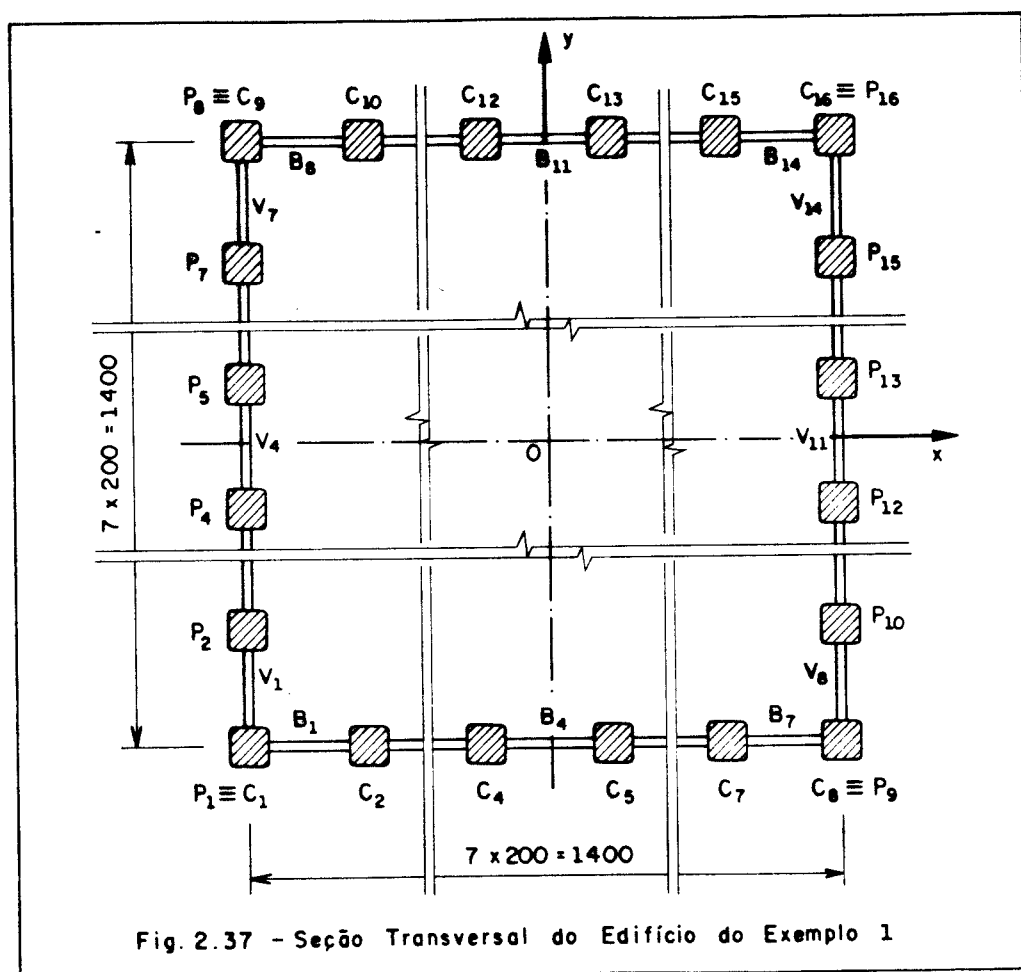 y
P₈ ≡ C₉ C₁₀ C₁₂ C₁₃ C₁₅ C₁₆ ≡ P₁₆
B₈ B₁₁ B₁₄
V₇ V₁₄
P₇ P₁₅
P₅ P₁₃
V₄ O V₁₁ x
7 x 200 = 1400
P₄ P₁₂
P₂ P₁₀
V₁ V₈
B₁ B₄ B₇
P₁ ≡ C₁ C₂ C₄ C₅ C₇ C₈ ≡ P₉
7 x 200 = 1400
Fig. 2.37 - Seção Transversal do Edifício do Exemplo 1